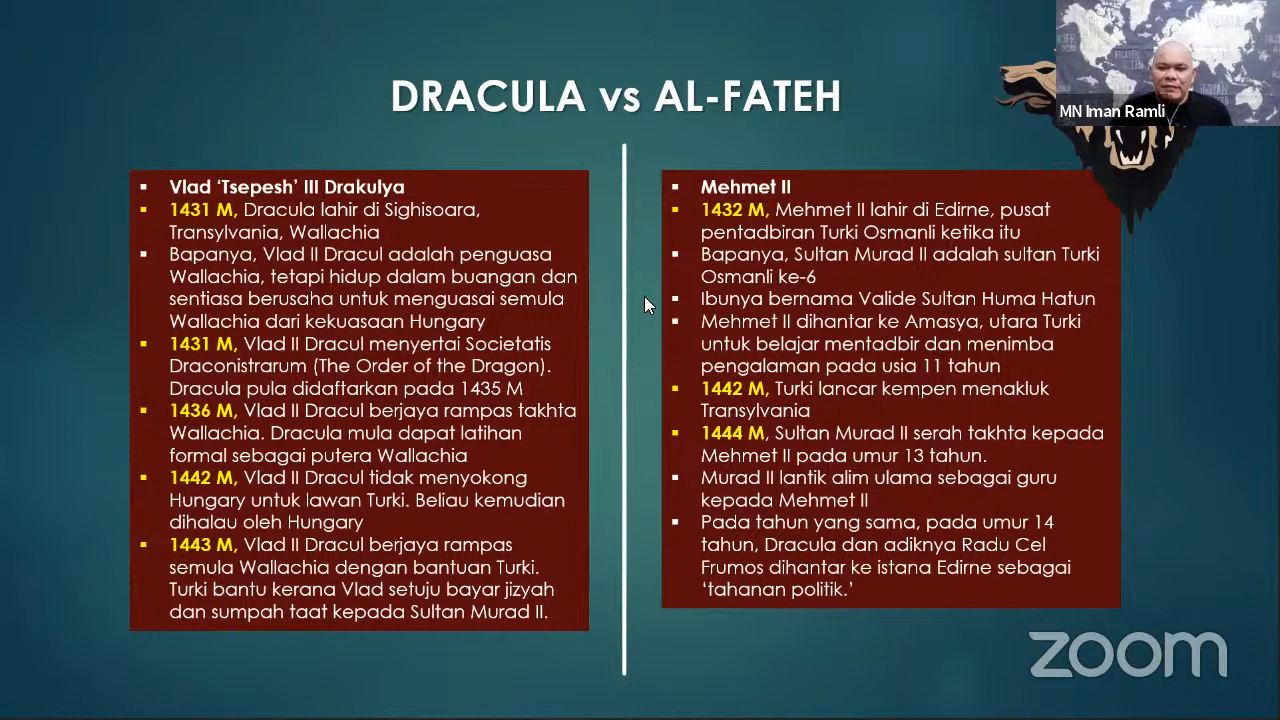 DRACULA vs AL-FATEH
MN Iman Ramli
Vlad ‘Tsepesh’ III Drakulya
1431 M, Dracula lahir di Sighisoara,
Transylvania, Wallachia
Bapanya, Vlad II Dracul adalah penguasa
Wallachia, tetapi hidup dalam buangan dan
sentiasa berusaha untuk menguasai semula
Wallachia dari kekuasaan Hungary
1431 M, Vlad II Dracul menyertai Societatis
Draconistrarum (The Order of the Dragon).
Dracula pula didaftarkan pada 1435 M
1436 M, Vlad II Dracul berjaya rampas takhta
Wallachia. Dracula mula dapat latihan
formal sebagai putera Wallachia
1442 M, Vlad II Dracul tidak menyokong
Hungary untuk lawan Turki. Beliau kemudian
dihalau oleh Hungary
1443 M, Vlad II Dracul berjaya rampas
semula Wallachia dengan bantuan Turki.
Turki bantu kerana Vlad setuju bayar jizyah
dan sumpah taat kepada Sultan Murad II.
Mehmet II
1432 M, Mehmet II lahir di Edirne, pusat
pentadbiran Turki Osmanli ketika itu
Bapanya, Sultan Murad II adalah sultan Turki
Osmanli ke-6
Ibunya bernama Valide Sultan Huma Hatun
Mehmet II dihantar ke Amasya, utara Turki
untuk belajar mentadbir dan menimba
pengalaman pada usia 11 tahun
1442 M, Turki lancar kempen menakluk
Transylvania
1444 M, Sultan Murad II serah takhta kepada
Mehmet II pada umur 13 tahun.
Murad II lantik alim ulama sebagai guru
kepada Mehmet II
Pada tahun yang sama, pada umur 14
tahun, Dracula dan adiknya Radu Cel
Frumos dihantar ke istana Edirne sebagai
‘tahanan politik.’
zoom